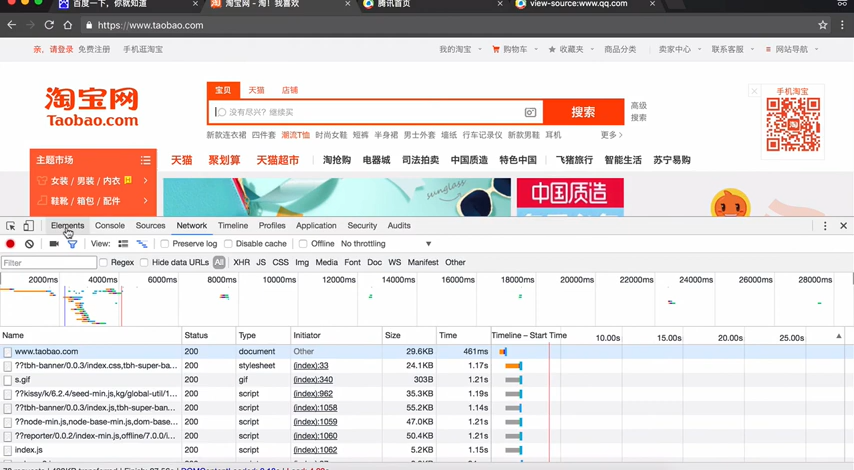 百度一下，你就知道
淘宝网 - 淘！我喜欢
腾讯首页
view-source:www.qq.com
https://www.taobao.com
亲，请登录 免费注册 手机逛淘宝
我的淘宝 购物车 收藏夹 商品分类 卖家中心 联系客服 网站导航
宝贝 天猫 店铺
淘宝网
Taobao.com
没有尽兴？继续买
搜索
高级
搜索
手机淘宝
新款连衣裙 四件套 潮流T恤 时尚女鞋 短裤 半身裙 男士外套 墙纸 行车记录仪 新款男鞋 耳机 更多
主题市场
天猫 聚划算 天猫超市 淘抢购 电器城 司法拍卖 中国质造 特色中国 飞猪旅行 智能生活 苏宁易购
女装 / 男装 / 内衣
鞋靴 / 箱包 / 配件
sunglass
中国质造
Elements Console Sources Network Timeline Profiles Application Security Audits
View: Preserve log Disable cache Offline No throttling
Filter Regex Hide data URLs All XHR JS CSS Img Media Font Doc WS Manifest Other
2000ms 4000ms 6000ms 8000ms 10000ms 12000ms 14000ms 16000ms 18000ms 20000ms 22000ms 24000ms 26000ms 28000ms
Name Status Type Initiator Size Time Timeline – Start Time 10.00s 15.00s 20.00s 25.00s
www.taobao.com 200 document Other 29.6KB 461ms
??tbh-banner/0.0.3/index.css,tbh-super-ba... 200 stylesheet (index):33 24.1KB 1.17s
s.gif 200 gif (index):340 303B 1.21s
??kissy/k/6.2.4/seed-min.js,kg/global-util/1... 200 script (index):962 35.3KB 1.19s
??tbh-banner/0.0.3/index.js,tbh-super-ban... 200 script (index):1058 55.2KB 1.14s
??node-min.js,node-base-min.js,dom-base... 200 script (index):1059 47.0KB 1.21s
??reporter/0.0.2/index-min.js,offline/7.0.0/i... 200 script (index):1060 50.4KB 1.21s
index.js 200 script (index):1062 5.2KB 1.15s